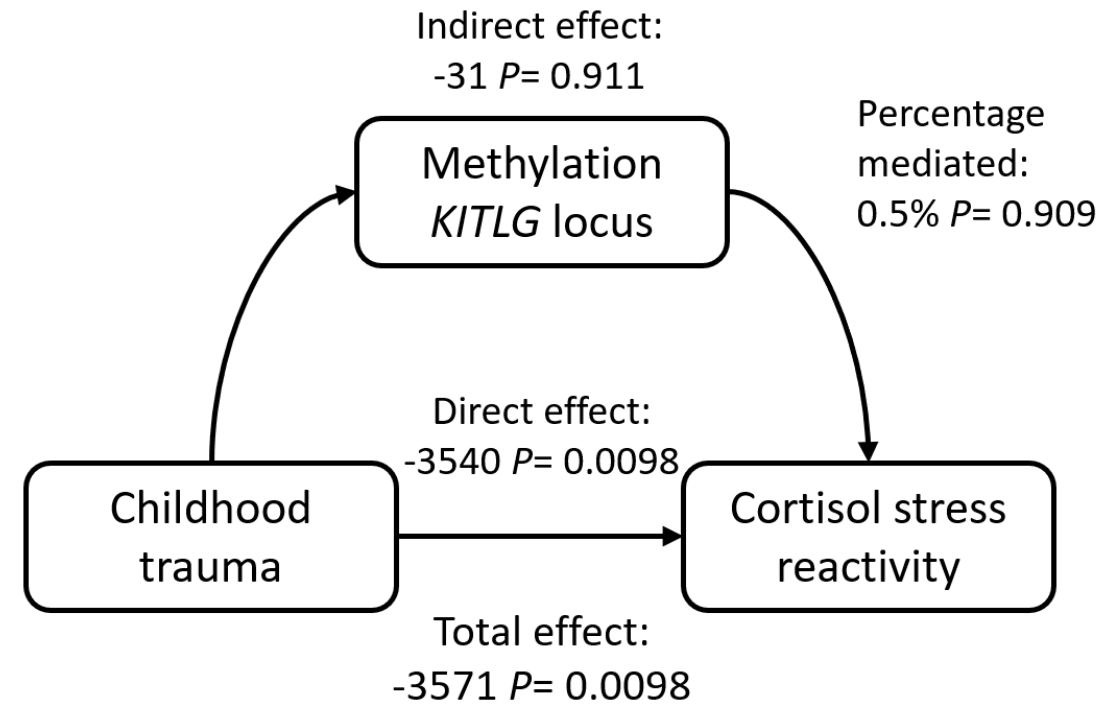 Indirect effect:
-31 P= 0.911
Methylation
KITLG locus
Percentage
mediated:
0.5% P= 0.909
Direct effect:
-3540 P= 0.0098
Childhood
trauma
Cortisol stress
reactivity
Total effect:
-3571 P= 0.0098